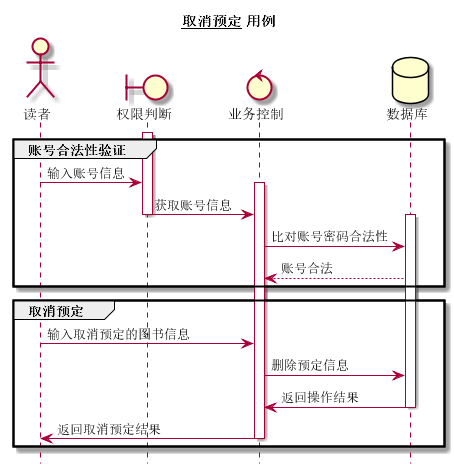 取消预定 用例
读者
权限判断
业务控制
数据库
账号合法性验证
输入账号信息
获取账号信息
比对账号密码合法性
账号合法
取消预定
输入取消预定的图书信息
删除预定信息
返回操作结果
返回取消预定结果